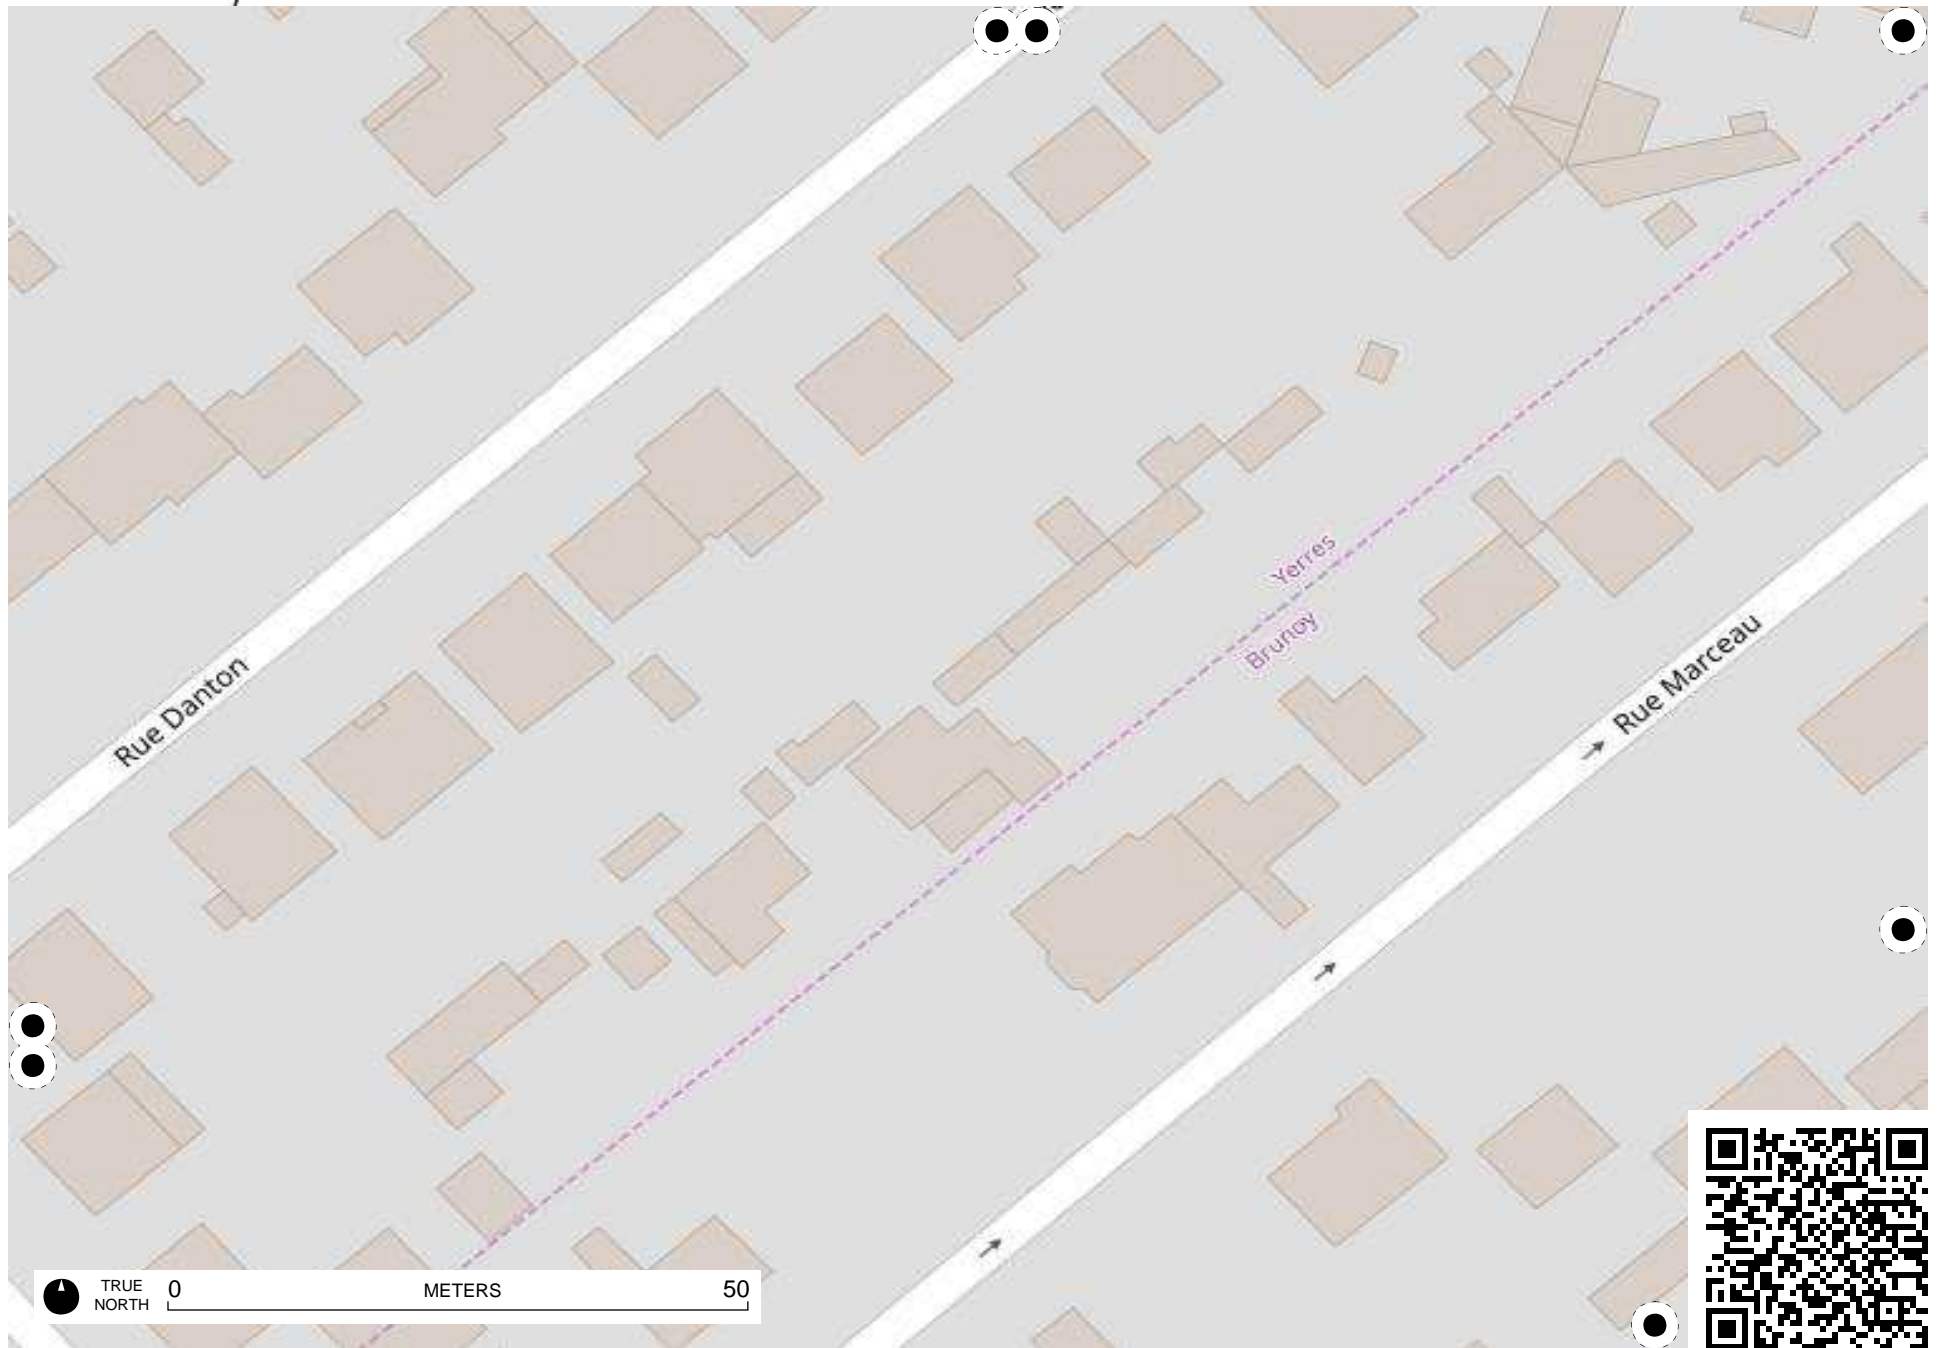 Yerres
Brunoy
Rue Marceau
Rue Danton
TRUE
NORTH
0 METERS 50